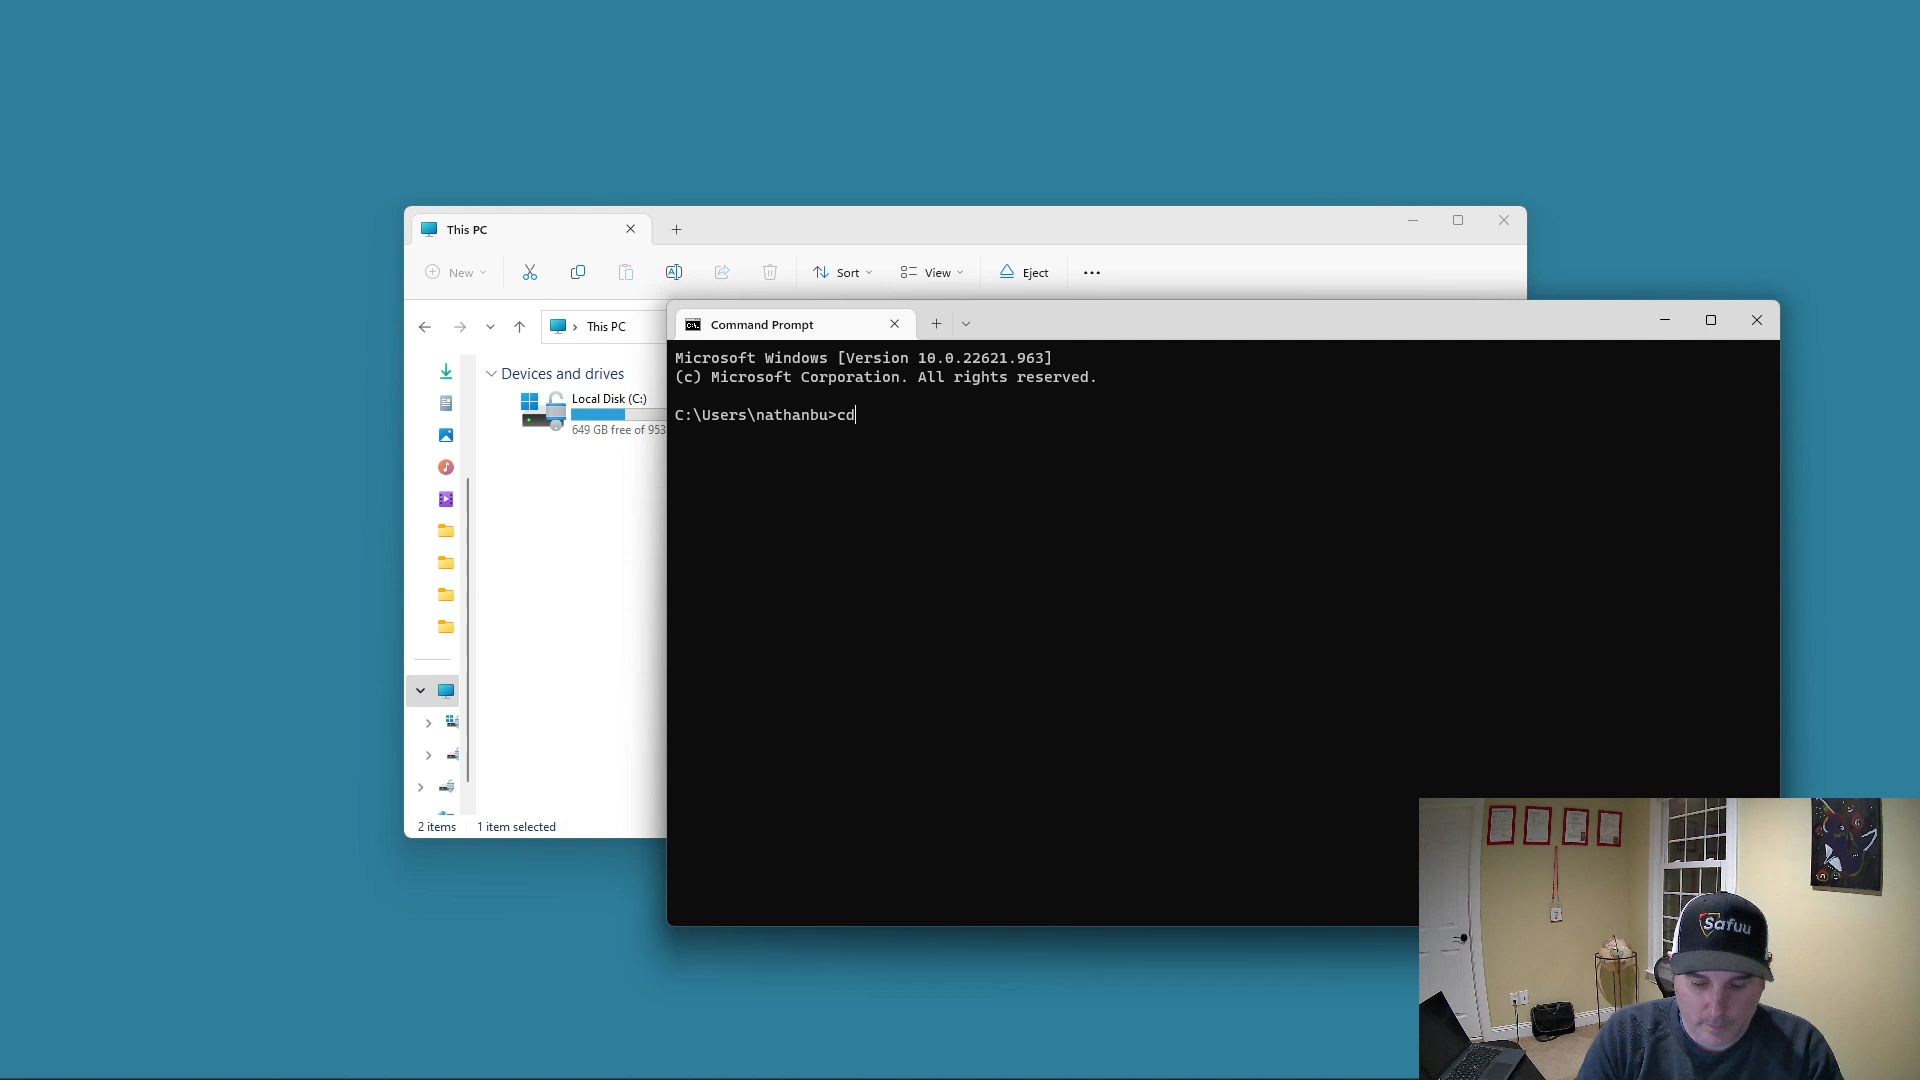 This PC
New
Sort
View
Eject
This PC
Devices and drives
Local Disk (C:)
649 GB free of 953
2 items
1 item selected
Command Prompt
Microsoft Windows [Version 10.0.22621.963]
(c) Microsoft Corporation. All rights reserved.
C:\Users\nathanbu>cd
Safuu